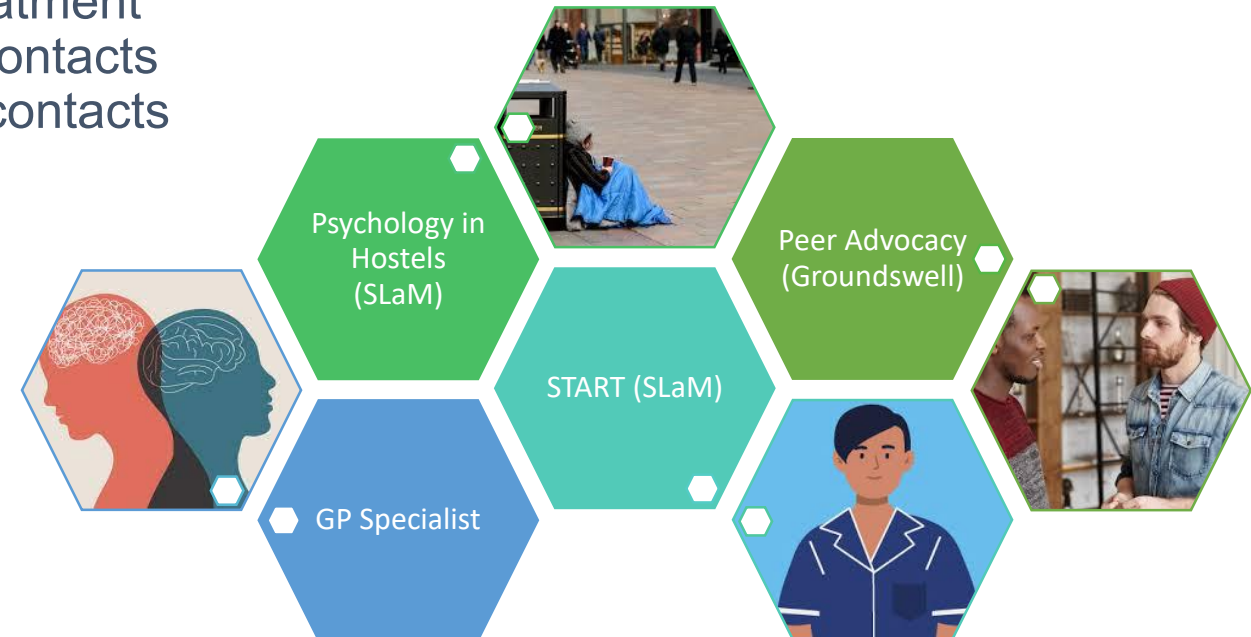 atment
ontacts
contacts
Psychology in
Hostels
(SLaM)
Peer Advocacy
(Groundswell)
START (SLaM)
GP Specialist